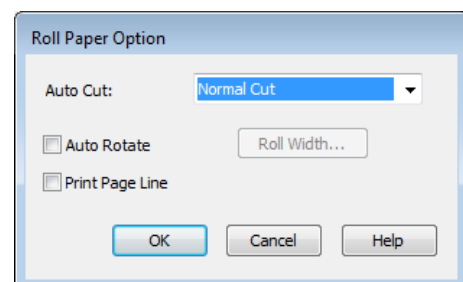 Roll Paper Option
Auto Cut: Normal Cut
Auto Rotate Roll Width...
Print Page Line
OK Cancel Help